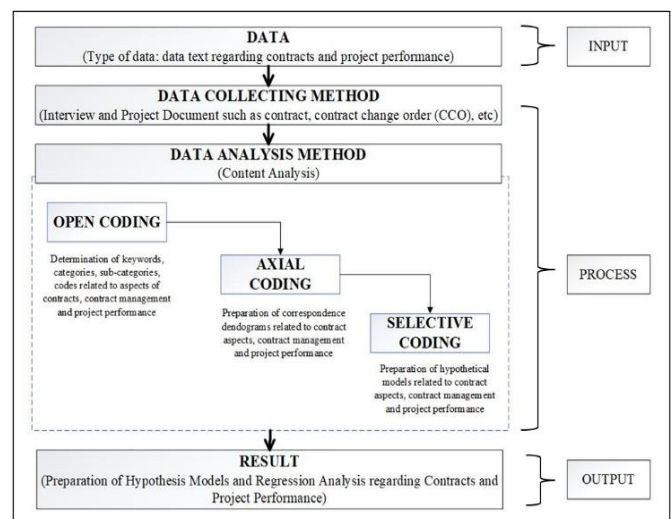 DATA
(Type of data: data text regarding contracts and project performance)
INPUT
DATA COLLECTING METHOD
(Interview and Project Document such as contract, contract change order (CCO), etc)
DATA ANALYSIS METHOD
(Content Analysis)
OPEN CODING
Determination of keywords,
categories, sub-categories,
codes related to aspects of
contracts, contract management
and project performance
AXIAL
CODING
Preparation of correspondence
dendograms related to contract
aspects, contract management
and project performance
SELECTIVE
CODING
Preparation of hypothetical
models related to contract
aspects, contract management
and project performance
PROCESS
RESULT
(Preparation of Hypothesis Models and Regression Analysis regarding Contracts and
Project Performance)
OUTPUT